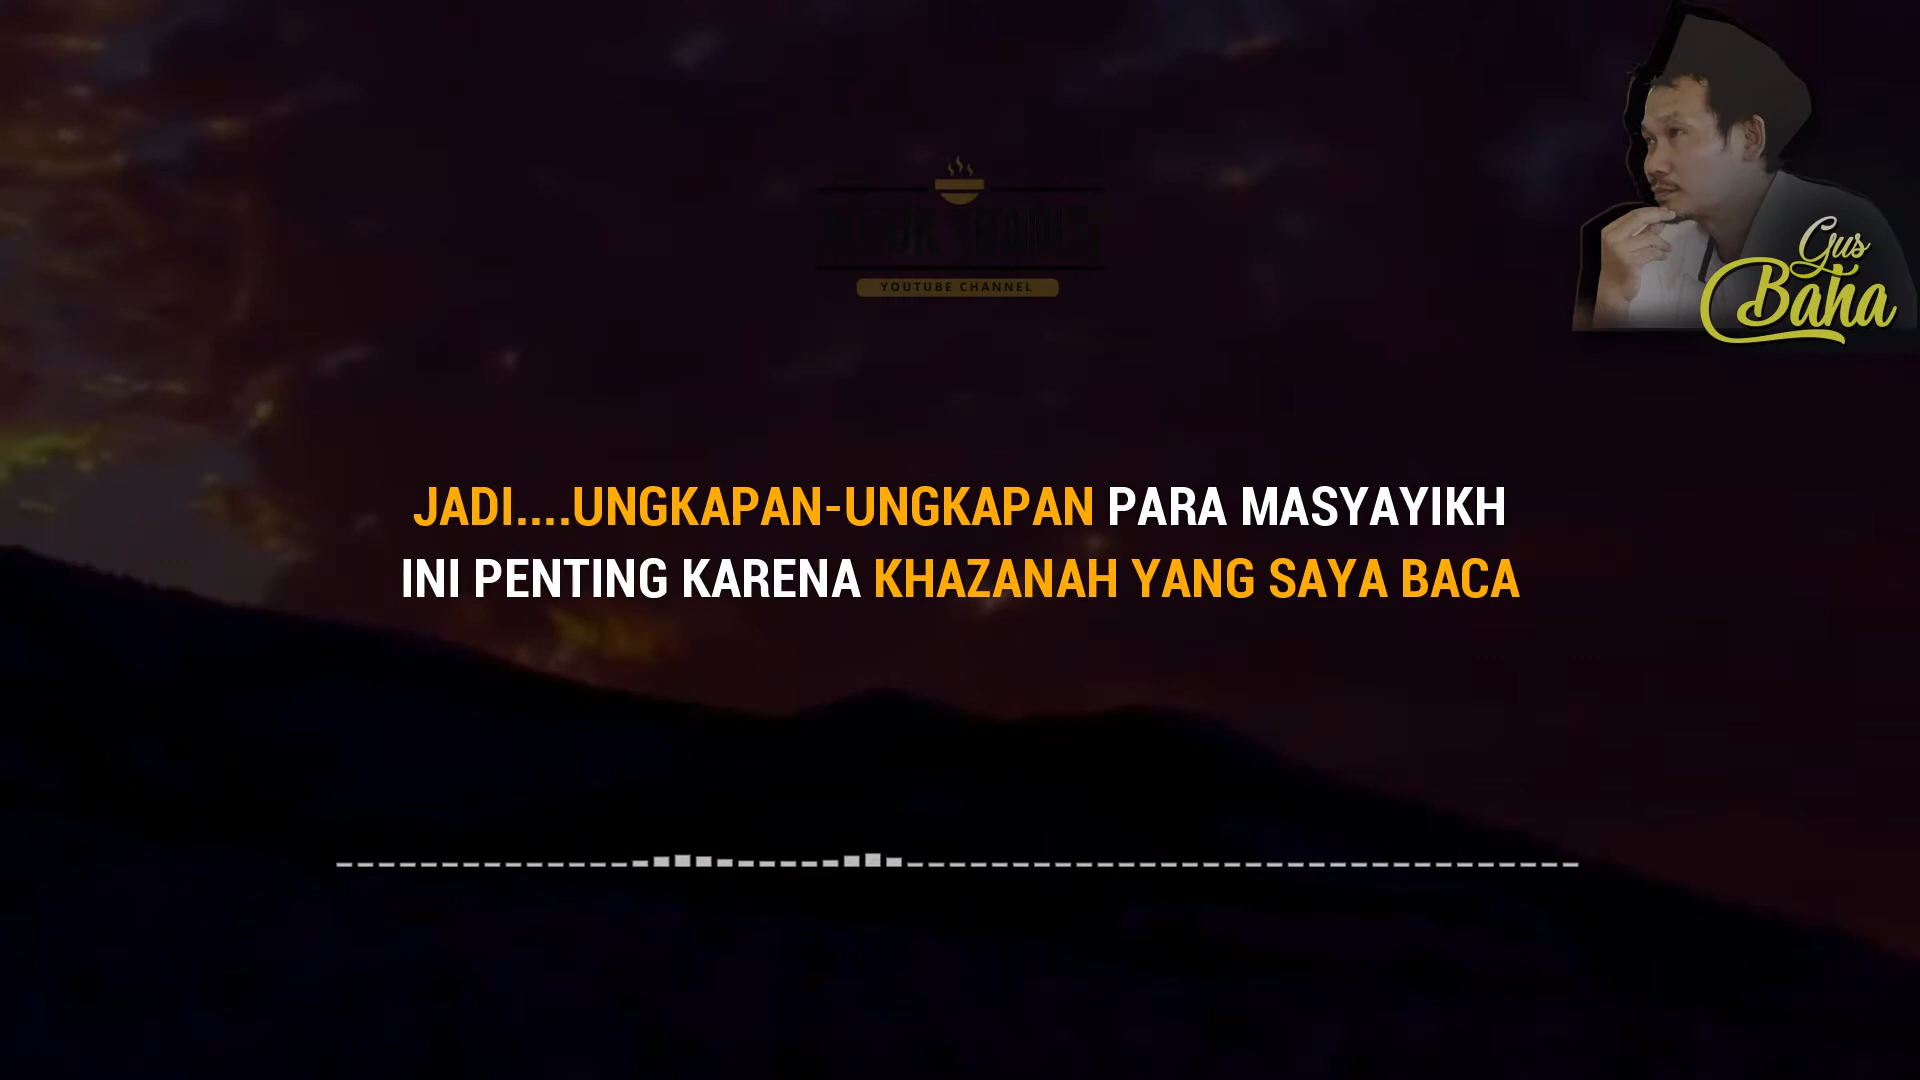 YOUTUBE CHANNEL
Gus
Baha
JADI....UNGKAPAN-UNGKAPAN PARA MASYAYIKH
INI PENTING KARENA KHAZANAH YANG SAYA BACA